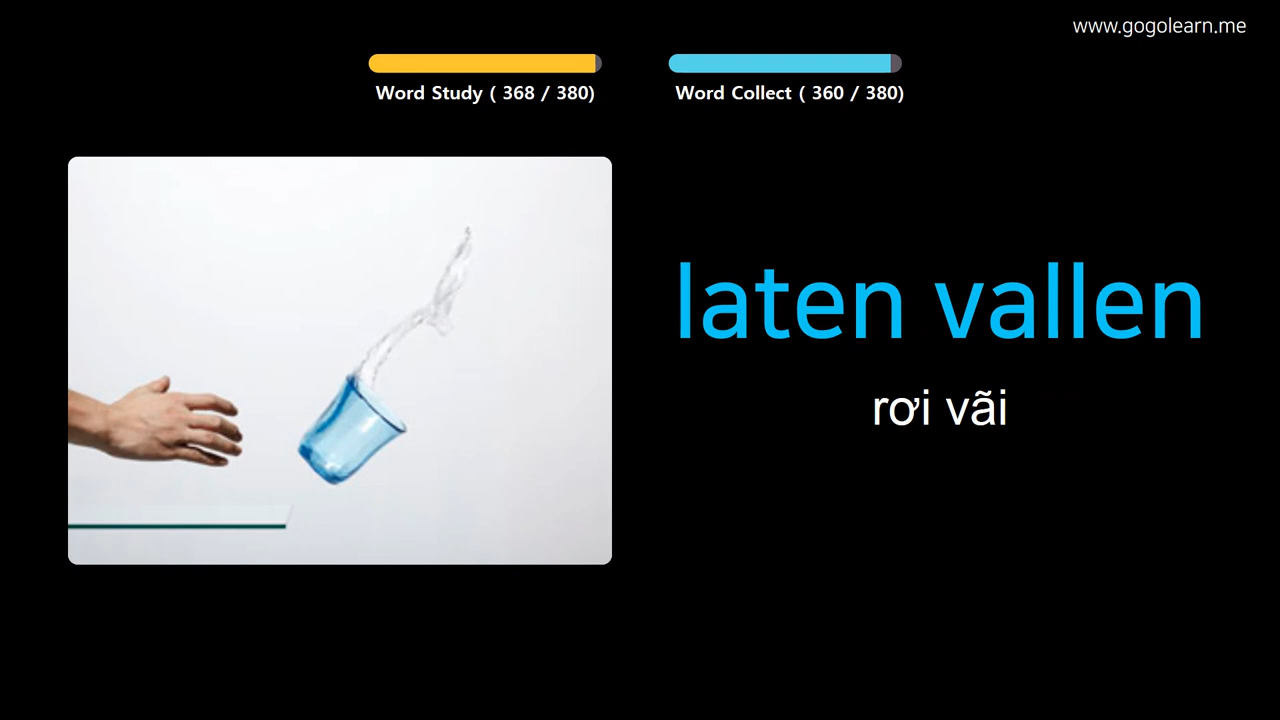 www.gogolearn.me
Word Study ( 368 / 380)
Word Collect ( 360 / 380)
laten vallen
rơi vãi